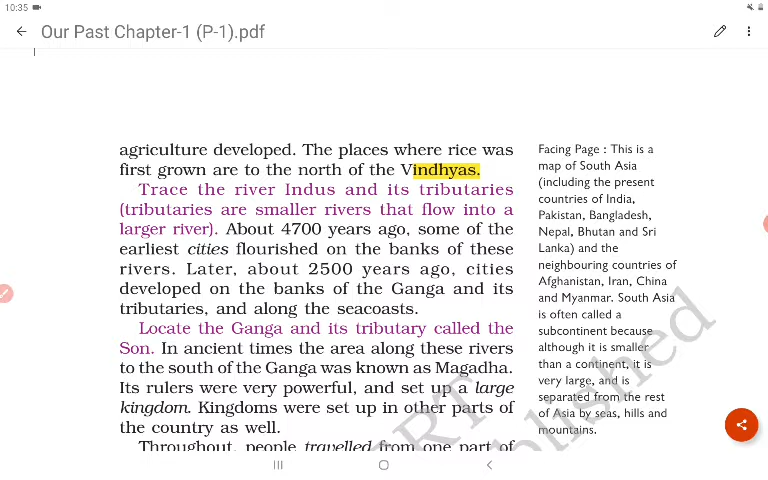 10:35
Our Past Chapter-1 (P-1).pdf
agriculture developed. The places where rice was
first grown are to the north of the Vindhyas.
Trace the river Indus and its tributaries
(tributaries are smaller rivers that flow into a
larger river). About 4700 years ago, some of the
earliest cities flourished on the banks of these
rivers. Later, about 2500 years ago, cities
developed on the banks of the Ganga and its
tributaries, and along the seacoasts.
Locate the Ganga and its tributary called the
Son. In ancient times the area along these rivers
to the south of the Ganga was known as Magadha.
Its rulers were very powerful, and set up a large
kingdom. Kingdoms were set up in other parts of
the country as well.
Throughout, people travelled from one part of
Facing Page : This is a
map of South Asia
(including the present
countries of India,
Pakistan, Bangladesh,
Nepal, Bhutan and Sri
Lanka) and the
neighbouring countries of
Afghanistan, Iran, China
and Myanmar. South Asia
is often called a
subcontinent because
although it is smaller
than a continent, it is
very large, and is
separated from the rest
of Asia by seas, hills and
mountains.